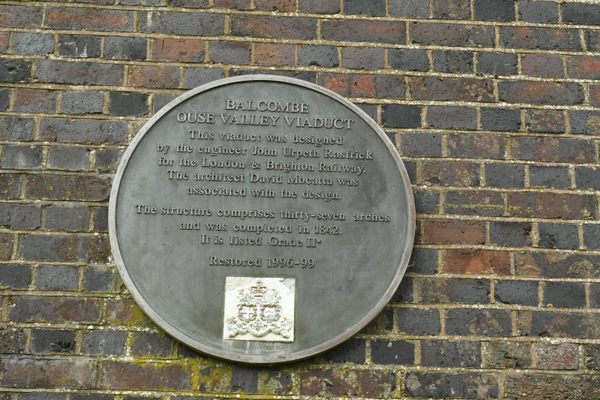 BALCOMBE
OUSE VALLEY VIADUCT
This viaduct was designed
by the engineer John Urpeth Rastrick
for the London & Brighton Railway.
The architect David Mocatta was
associated with the design.
The structure comprises thirty-seven arches
and was completed in 1842.
It is listed Grade II*
Restored 1996-99